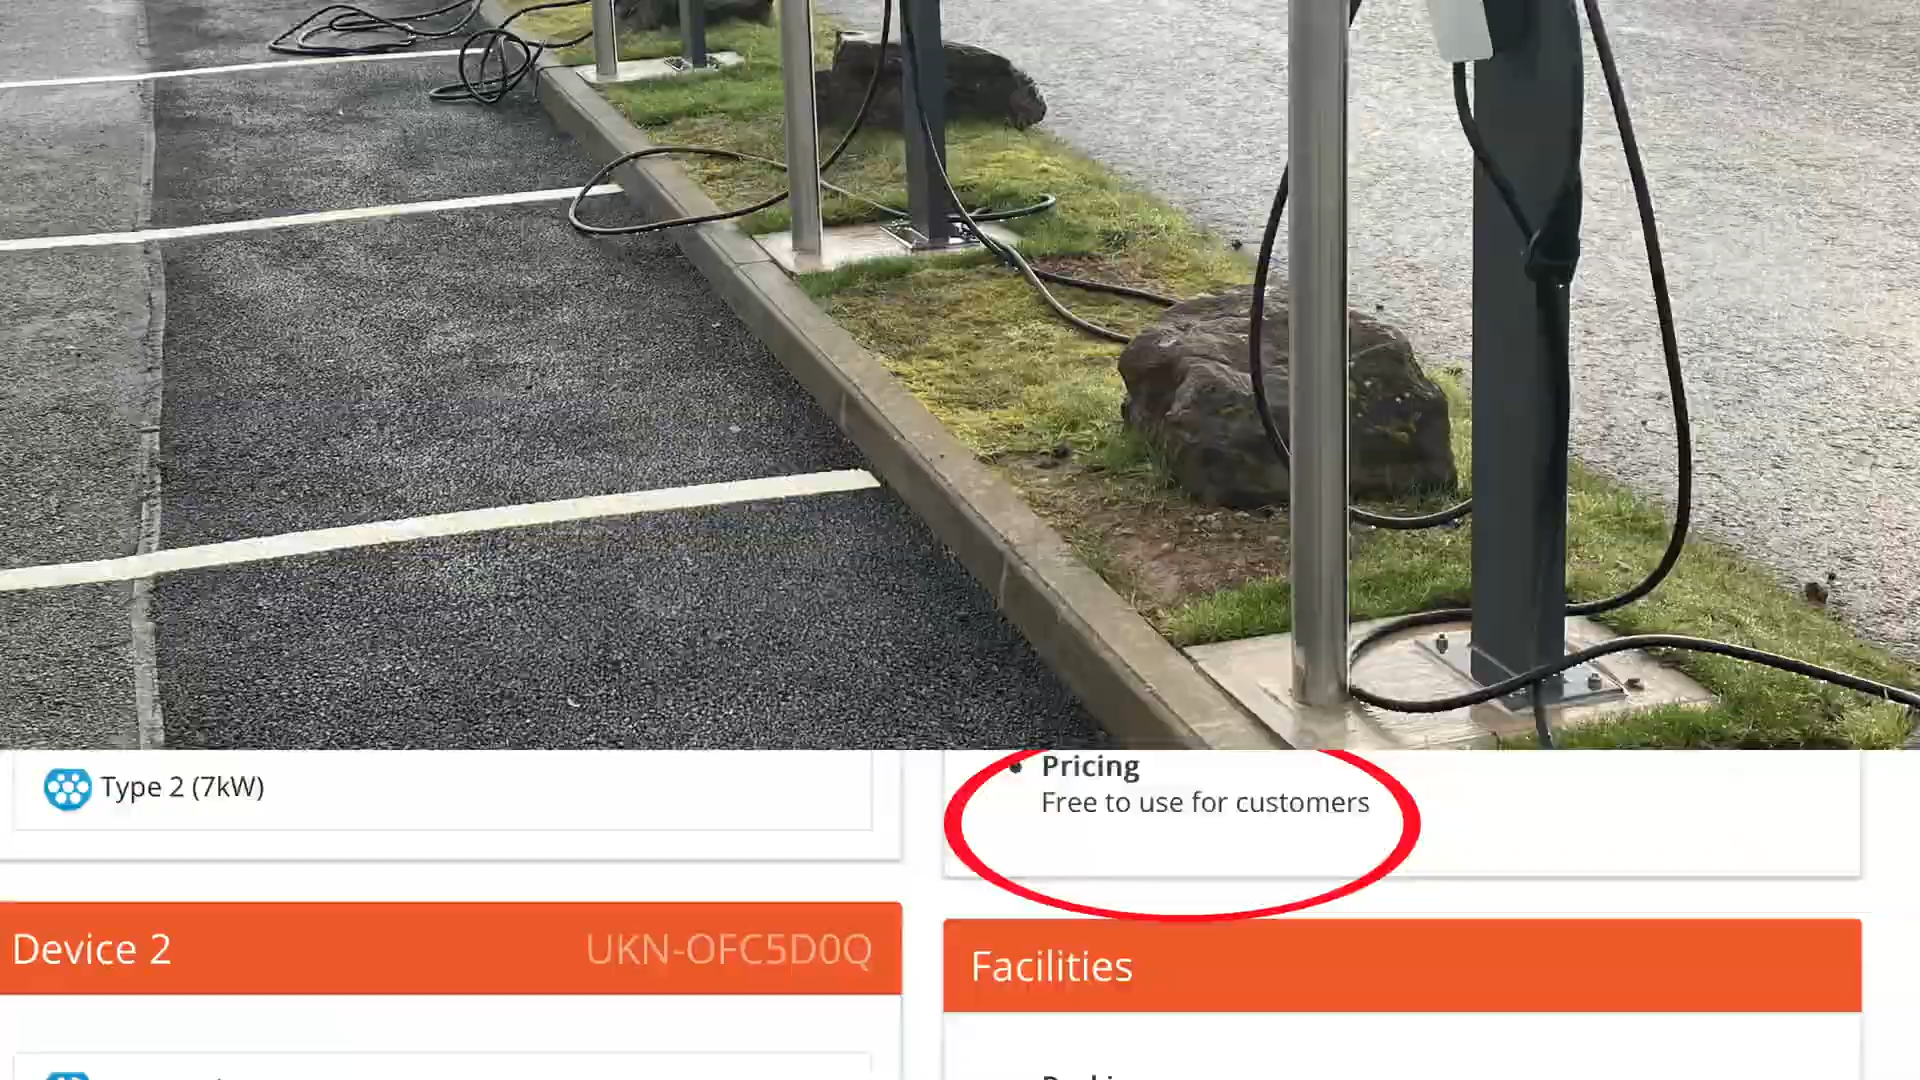 Type 2 (7kW)
Pricing
Free to use for customers
Device 2
UKN-OFC5D0Q
Facilities